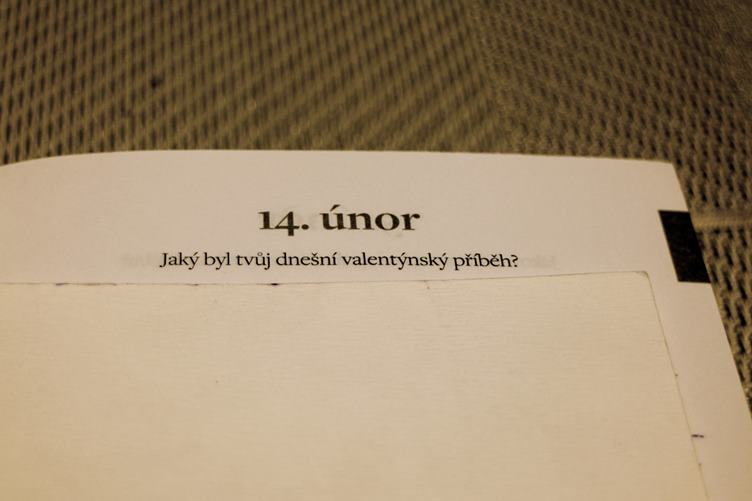 14. únor
Jaký byl tvůj dnešní valentýnský příběh?